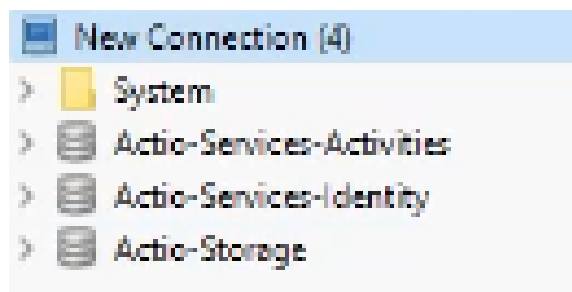 New Connection (4)
System
Actio-Services-Activities
Actio-Services-Identity
Actio-Storage